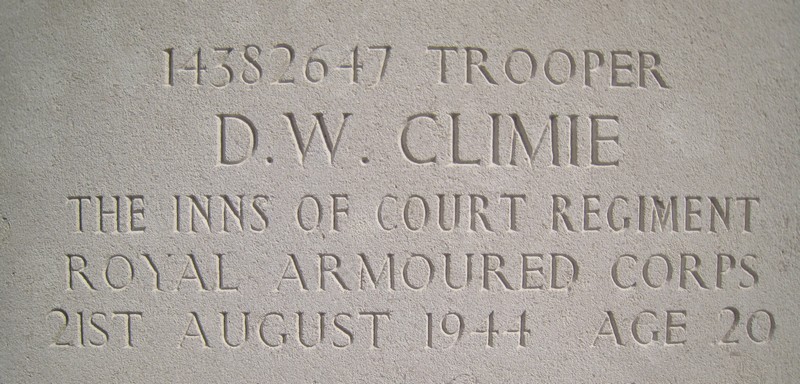 14382647 TROOPER
D.W. CLIMIE
THE INNS OF COURT REGIMENT
ROYAL ARMOURED CORPS
21ST AUGUST 1944 AGE 20